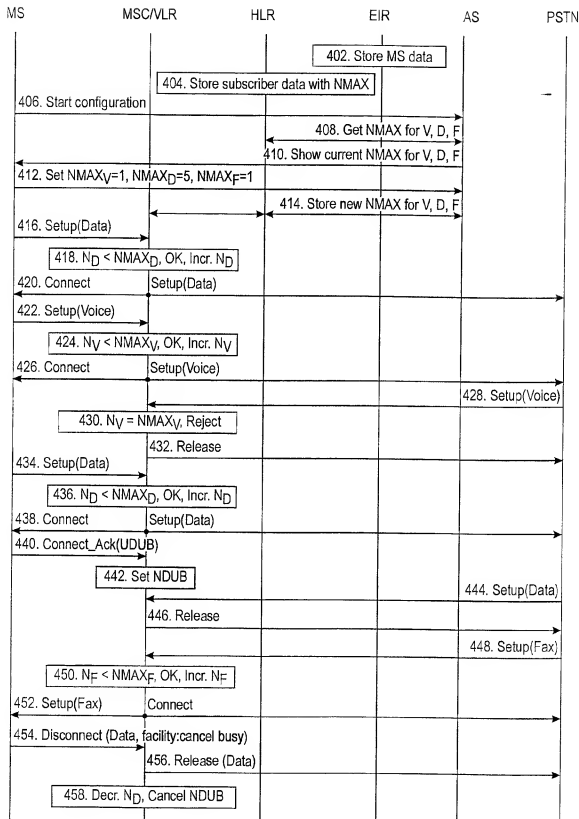 MS MSC/VLR HLR EIR AS PSTN
402. Store MS data
404. Store subscriber data with NMAX
406. Start configuration
408. Get NMAX for V, D, F
410. Show current NMAX for V, D, F
412. Set NMAXV=1, NMAXD=5, NMAXF=1
414. Store new NMAX for V, D, F
416. Setup(Data)
418. ND < NMAXD, OK, Incr. ND
420. Connect Setup(Data)
422. Setup(Voice)
424. NV < NMAXV, OK, Incr. NV
426. Connect Setup(Voice)
428. Setup(Voice)
430. NV = NMAXV, Reject
432. Release
434. Setup(Data)
436. ND < NMAXD, OK, Incr. ND
438. Connect Setup(Data)
440. Connect_Ack(UDUB)
442. Set NDUB
444. Setup(Data)
446. Release
448. Setup(Fax)
450. NF < NMAXF, OK, Incr. NF
452. Setup(Fax) Connect
454. Disconnect (Data, facility:cancel busy)
456. Release (Data)
458. Decr. ND, Cancel NDUB